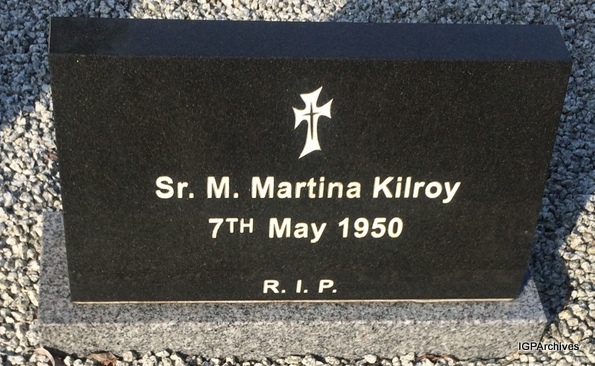 Sr. M. Martina Kilroy
7TH May 1950
R. I. P.
IGPArchives